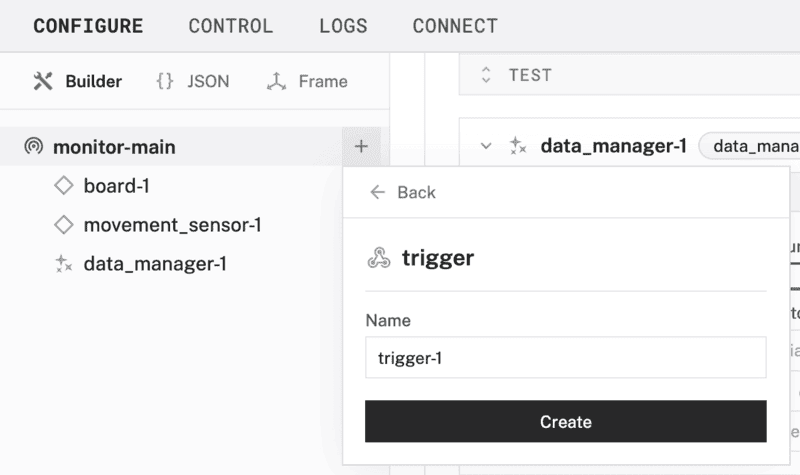 CONFIGURE CONTROL LOGS CONNECT
Builder {} JSON Frame
TEST
monitor-main +
data_manager-1
board-1
movement_sensor-1
data_manager-1
← Back
trigger
Name
trigger-1
Create